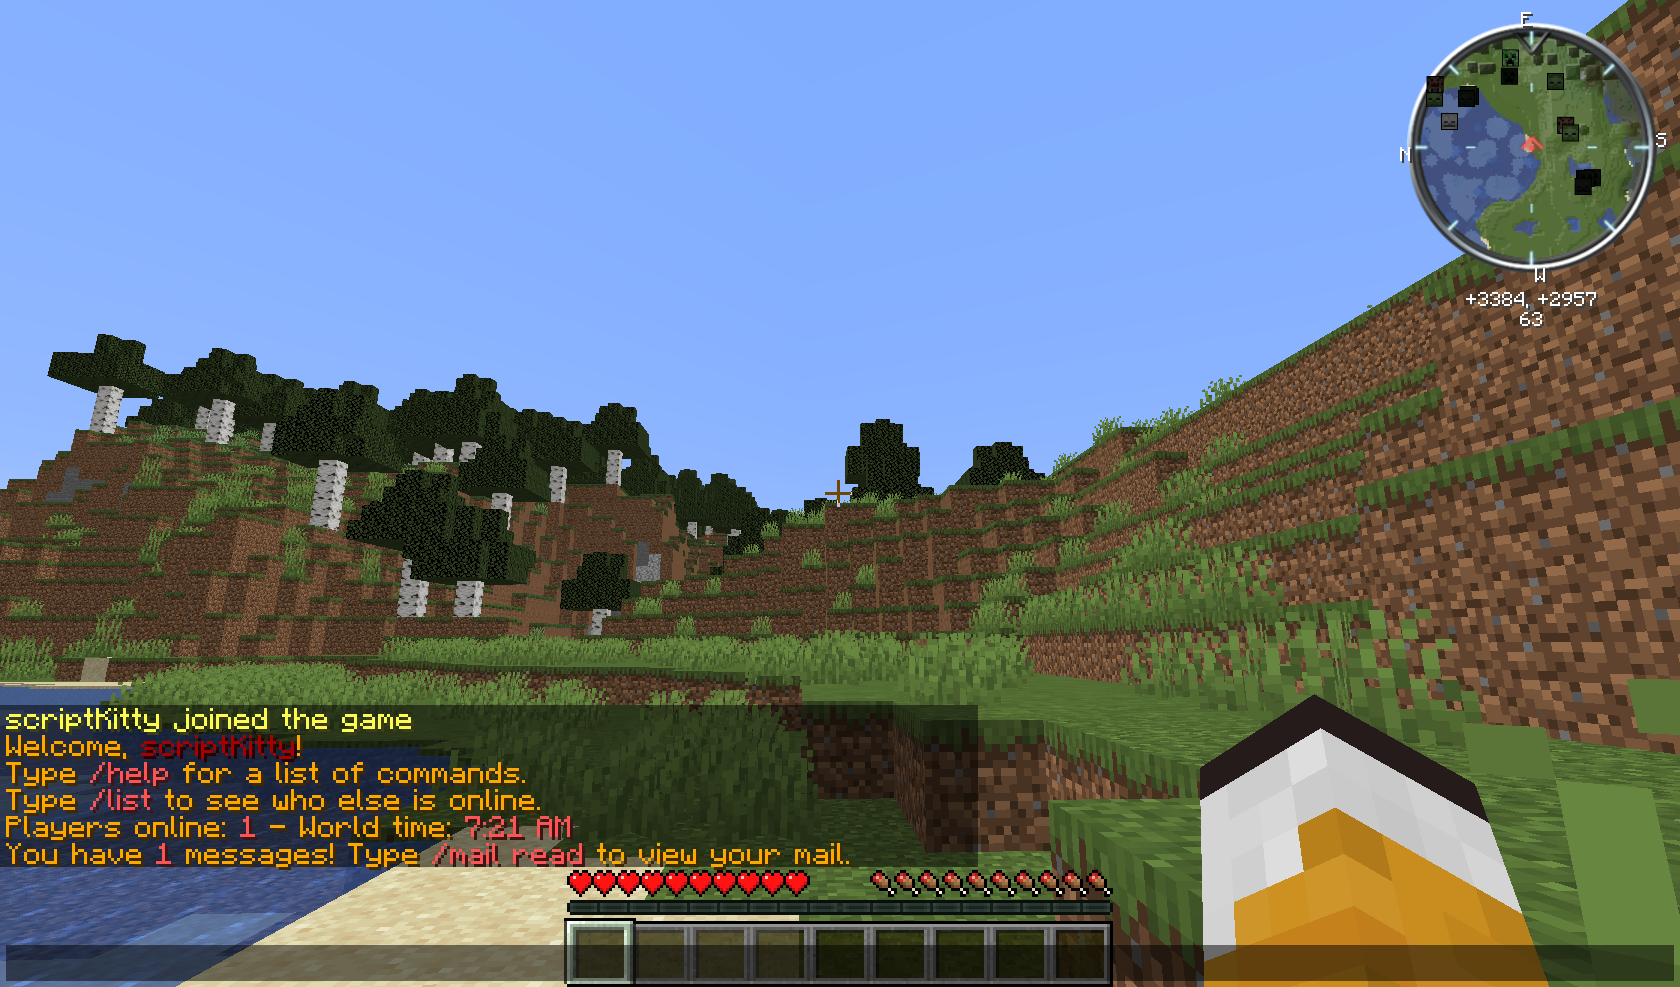 E
N
S
W
+3384, +2957
63
scriptKitty joined the game
Welcome, scriptKitty!
Type /help for a list of commands.
Type /list to see who else is online.
Players online: 1 - World time: 7:21 AM
You have 1 messages! Type /mail read to view your mail.